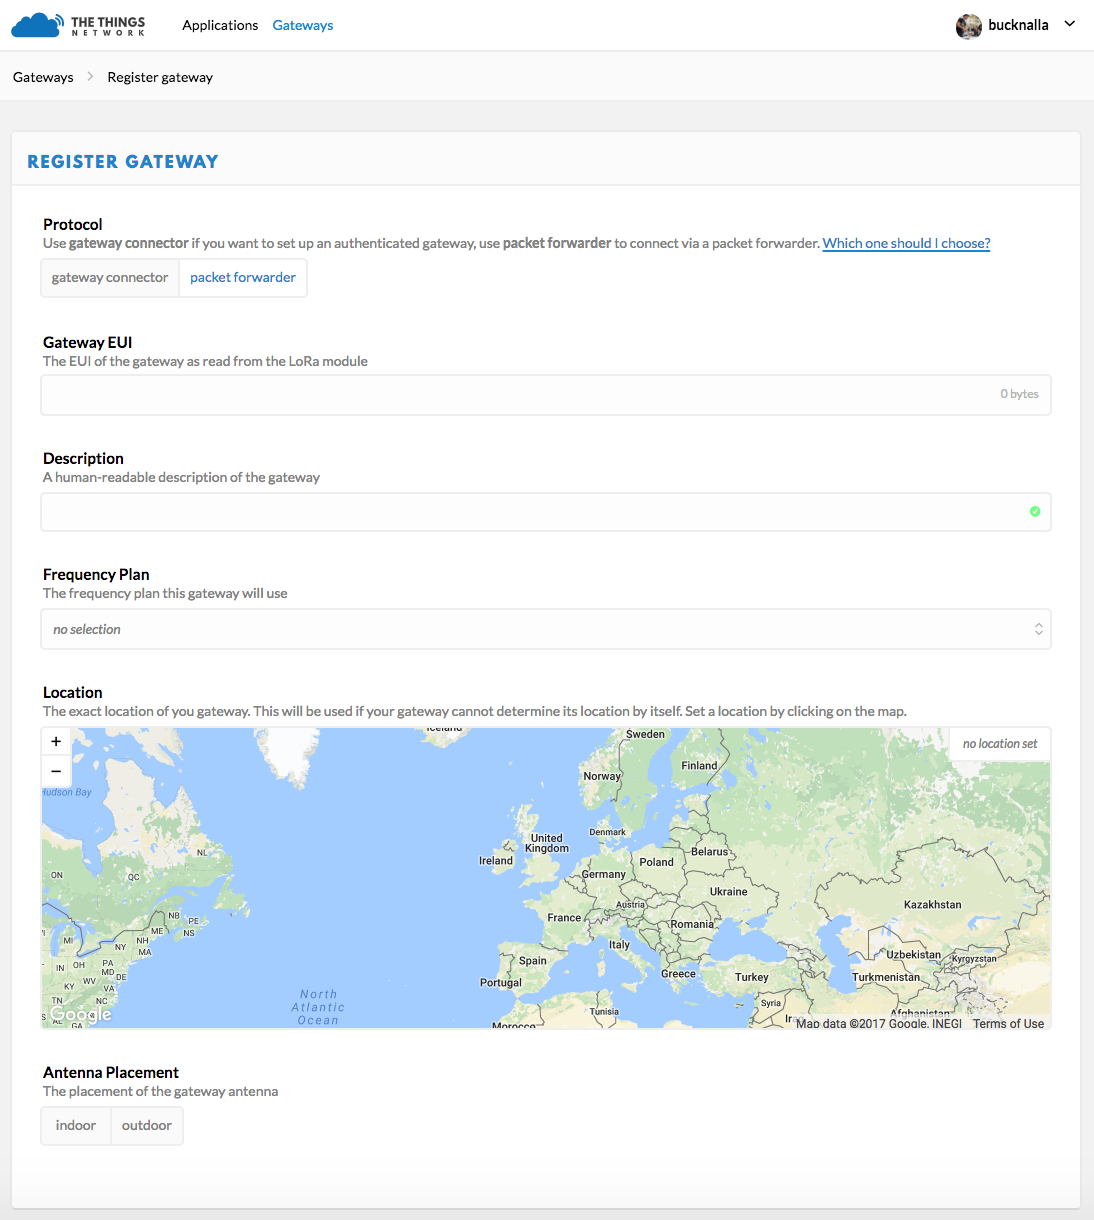 THE THINGS
NETWORK
Applications Gateways
bucknalla
Gateways Register gateway
REGISTER GATEWAY
Protocol
Use gateway connector if you want to set up an authenticated gateway, use packet forwarder to connect via a packet forwarder. Which one should I choose?
gateway connector packet forwarder
Gateway EUI
The EUI of the gateway as read from the LoRa module
0 bytes
Description
A human-readable description of the gateway
Frequency Plan
The frequency plan this gateway will use
no selection
Location
The exact location of you gateway. This will be used if your gateway cannot determine its location by itself. Set a location by clicking on the map.
+
−
no location set
Iceland
Sweden
Finland
Norway
Hudson Bay
Denmark
United
Kingdom
Ireland
Poland
Belarus
Germany
NL
ON
QC
Ukraine
Austria
Kazakhstan
France
Romania
NB
PE
NS
ME
MI
NY
NH
MA
Italy
Uzbekistan
Kyrgyzstan
Spain
Portugal
Greece
Turkey
Turkmenistan
IN
OH
PA
MD
DE
KY
WV
VA
TN
NC
North
Atlantic
Ocean
Syria
Tunisia
Morocco
Afghanistan
Google
AL
GA
Map data ©2017 Google, INEGI Terms of Use
Antenna Placement
The placement of the gateway antenna
indoor outdoor